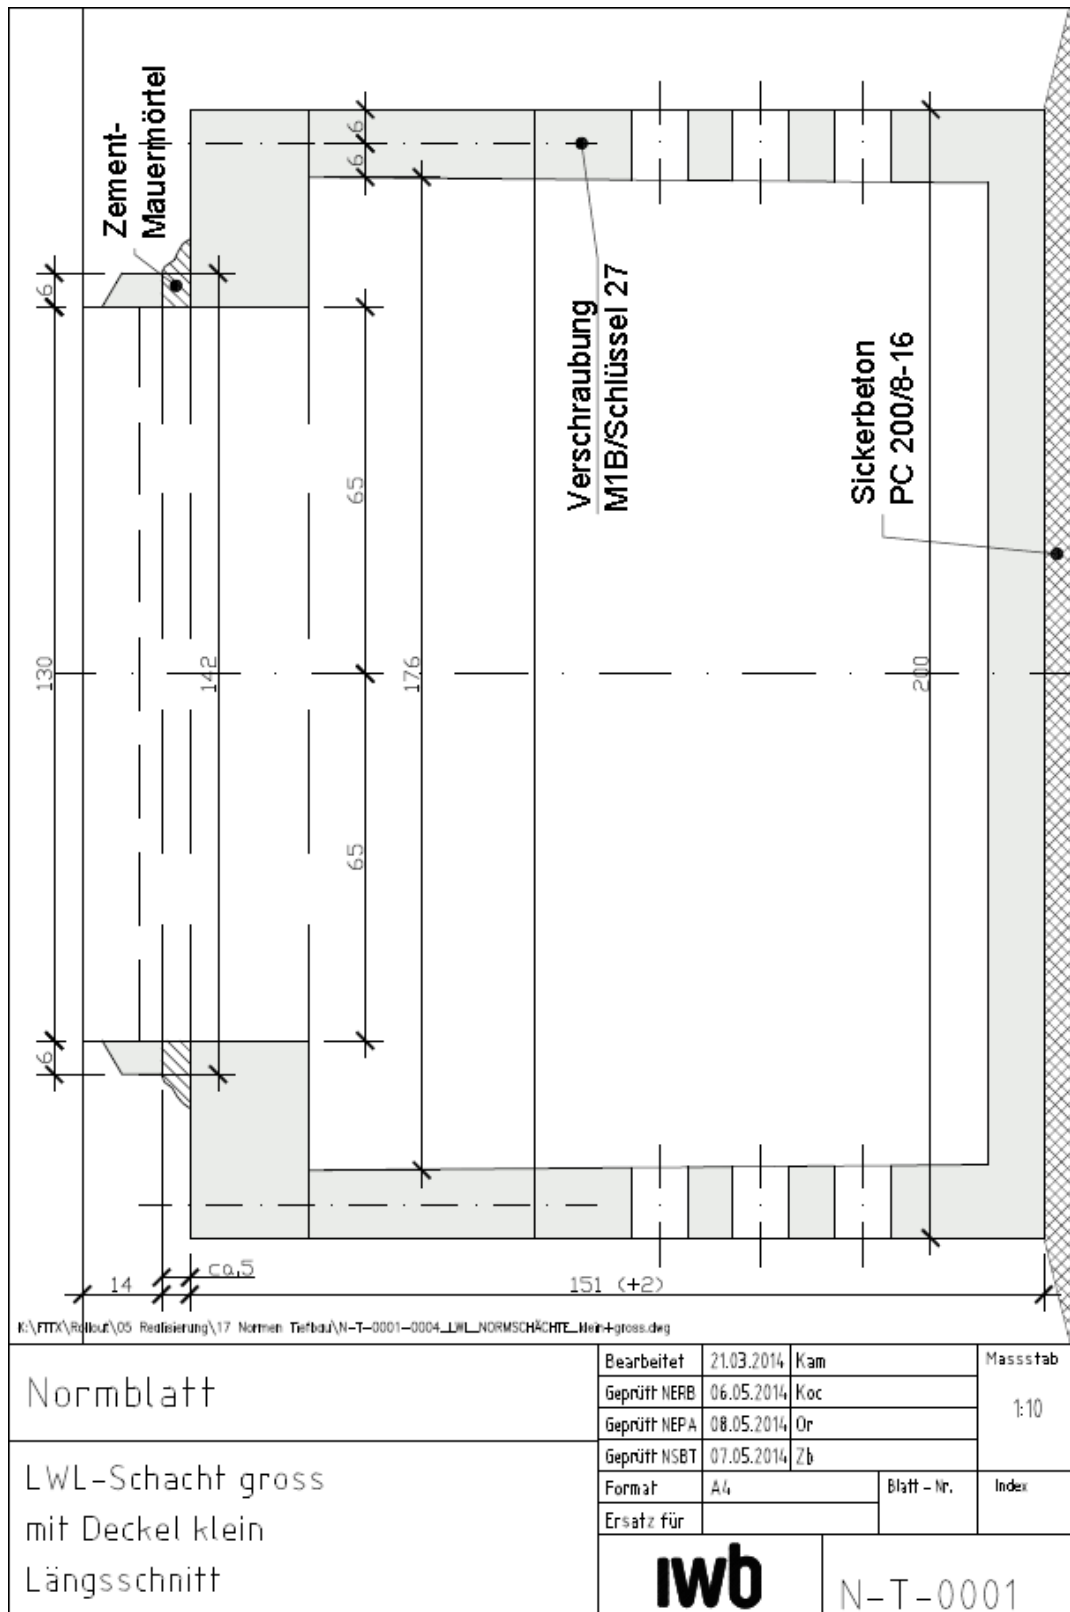 Zement-
Mauermörtel
6
6
6
130
142
65
65
176
200
6
Verschraubung
M1B/Schlüssel 27
Sickerbeton
PC 200/8-16
14
ca.5
151 (+2)
K:\FTTX\Rollout\05 Realisierung\17 Normen Tiefbau\N-T-0001-0004_LWL_NORMSCHÄCHTE_klein+gross.dwg
Normblatt
LWL-Schacht gross
mit Deckel klein
Längsschnitt
Bearbeitet 21.03.2014 Kam
Geprüft NERB 06.05.2014 Koc
Geprüft NEPA 08.05.2014 Or
Geprüft NSBT 07.05.2014 Zb
Massstab
1:10
Format A4 Blatt-Nr. Index
Ersatz für
iwb
N-T-0001